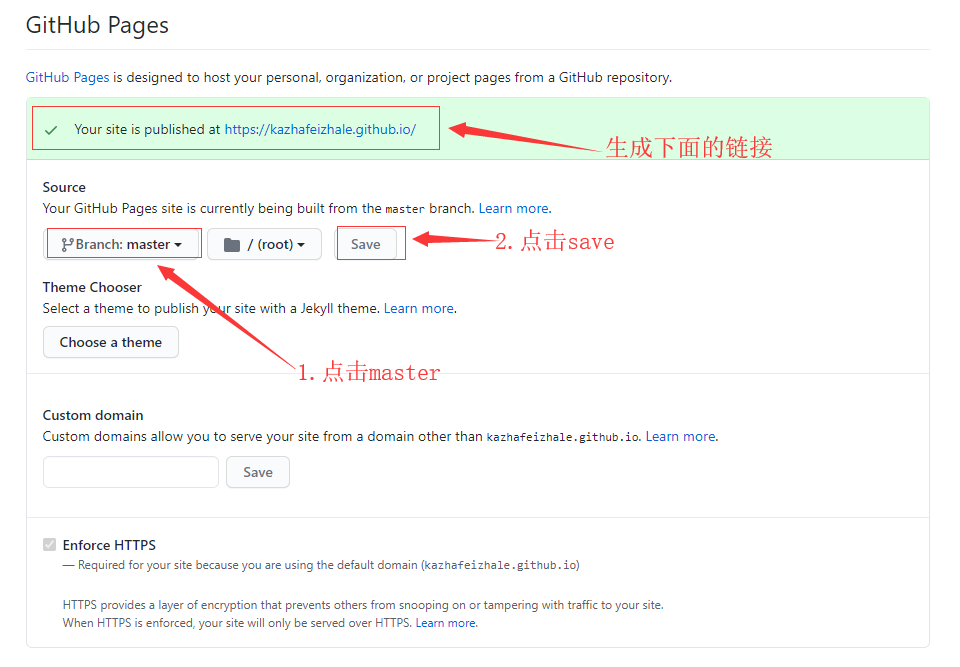 GitHub Pages
GitHub Pages is designed to host your personal, organization, or project pages from a GitHub repository.
Your site is published at https://kazhafeizhale.github.io/
生成下面的链接
Source
Your GitHub Pages site is currently being built from the master branch. Learn more.
Branch: master
/ (root)
Save
2.点击save
Theme Chooser
Select a theme to publish your site with a Jekyll theme. Learn more.
Choose a theme
1.点击master
Custom domain
Custom domains allow you to serve your site from a domain other than kazhafeizhale.github.io. Learn more.
Save
Enforce HTTPS
— Required for your site because you are using the default domain (kazhafeizhale.github.io)
HTTPS provides a layer of encryption that prevents others from snooping on or tampering with traffic to your site.
When HTTPS is enforced, your site will only be served over HTTPS. Learn more.